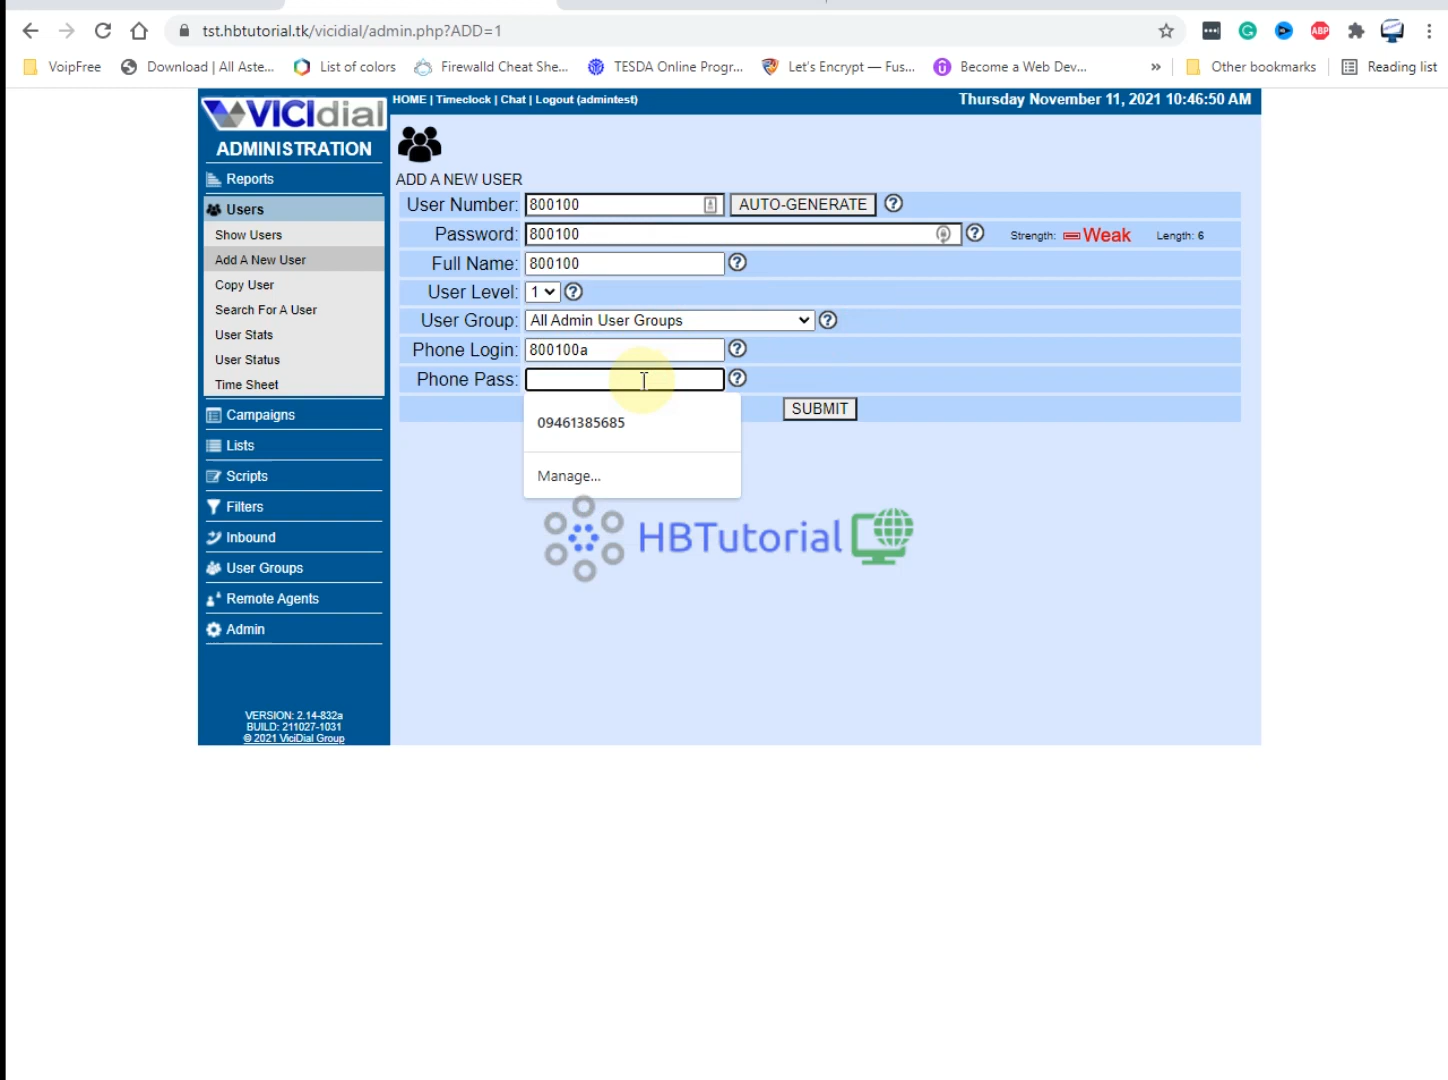 tst.hbtutorial.tk/vicidial/admin.php?ADD=1
ABP
VoipFree
Download | All Aste...
List of colors
Firewalld Cheat She...
TESDA Online Progr...
Let's Encrypt — Fus...
Become a Web Dev...
»
Other bookmarks
Reading list
VICIdial
ADMINISTRATION
HOME | Timeclock | Chat | Logout (admintest)
Thursday November 11, 2021 10:46:50 AM
Reports
Users
Show Users
Add A New User
Copy User
Search For A User
User Stats
User Status
Time Sheet
Campaigns
Lists
Scripts
Filters
Inbound
User Groups
Remote Agents
Admin
VERSION: 2.14-832a
BUILD: 211027-1031
© 2021 ViciDial Group
ADD A NEW USER
User Number: 800100 AUTO-GENERATE ?
Password: 800100 ? Strength: Weak Length: 6
Full Name: 800100 ?
User Level: 1 ?
User Group: All Admin User Groups ?
Phone Login: 800100a ?
Phone Pass: ?
SUBMIT
09461385685
Manage...
HBTutorial